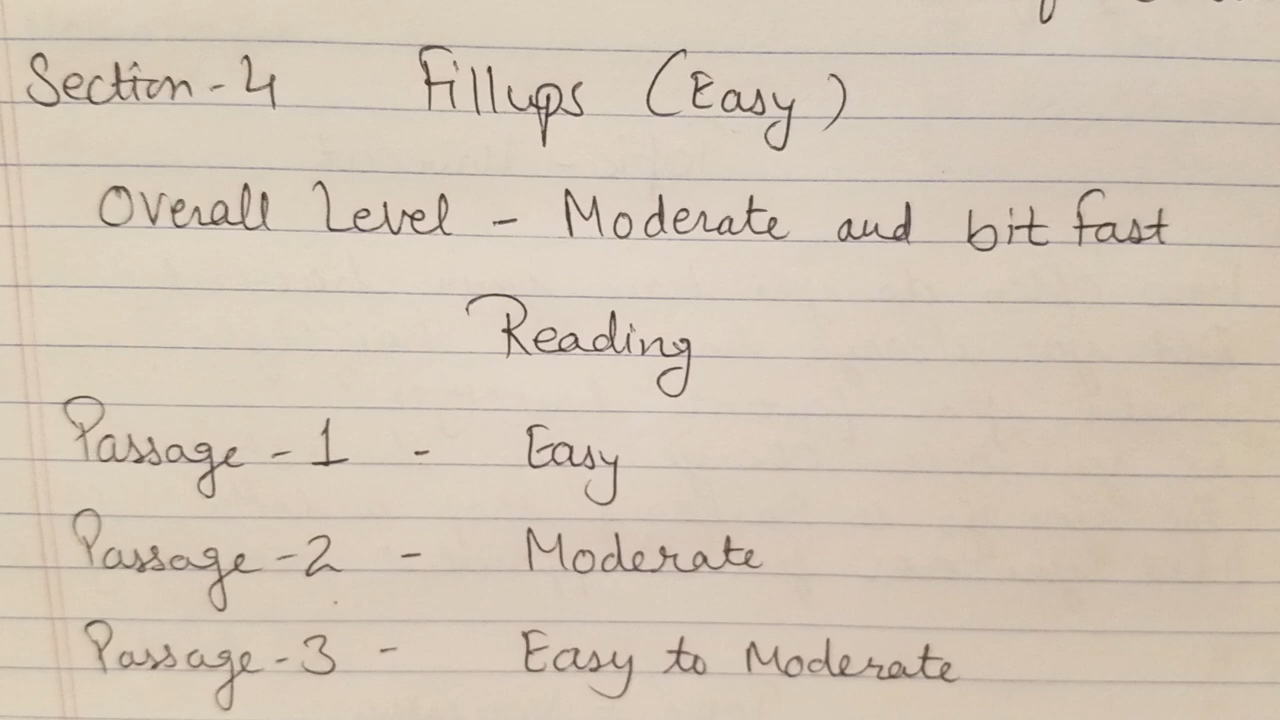 Section-4 Fillups (Easy)
Overall Level - Moderate and bit fast
Reading
Passage-1 - Easy
Passage-2 - Moderate
Passage-3 - Easy to Moderate